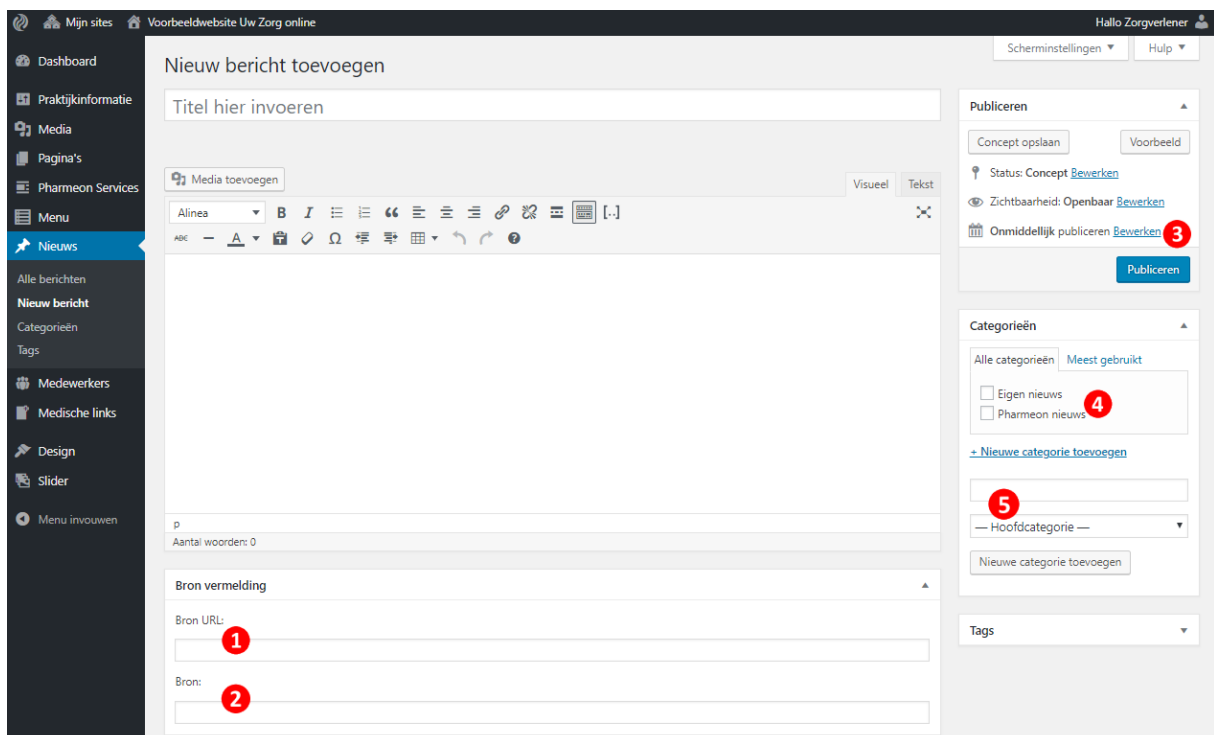 Mijn sites Voorbeeldwebsite Uw Zorg online Hallo Zorgverlener
Scherminstellingen Hulp
Dashboard
Praktijkinformatie
Media
Pagina's
Pharmeon Services
Menu
Nieuws
Alle berichten
Nieuw bericht
Categorieën
Tags
Medewerkers
Medische links
Design
Slider
Menu invouwen
Nieuw bericht toevoegen
Titel hier invoeren
Media toevoegen
Visueel Tekst
Alinea B I
ABC A Ω
p
Aantal woorden: 0
Bron vermelding
Bron URL:
1
Bron:
2
Publiceren
Concept opslaan Voorbeeld
Status: Concept Bewerken
Zichtbaarheid: Openbaar Bewerken
Onmiddellijk publiceren Bewerken 3
Publiceren
Categorieën
Alle categorieën Meest gebruikt
Eigen nieuws
4
Pharmeon nieuws
+ Nieuwe categorie toevoegen
5
— Hoofdcategorie —
Nieuwe categorie toevoegen
Tags